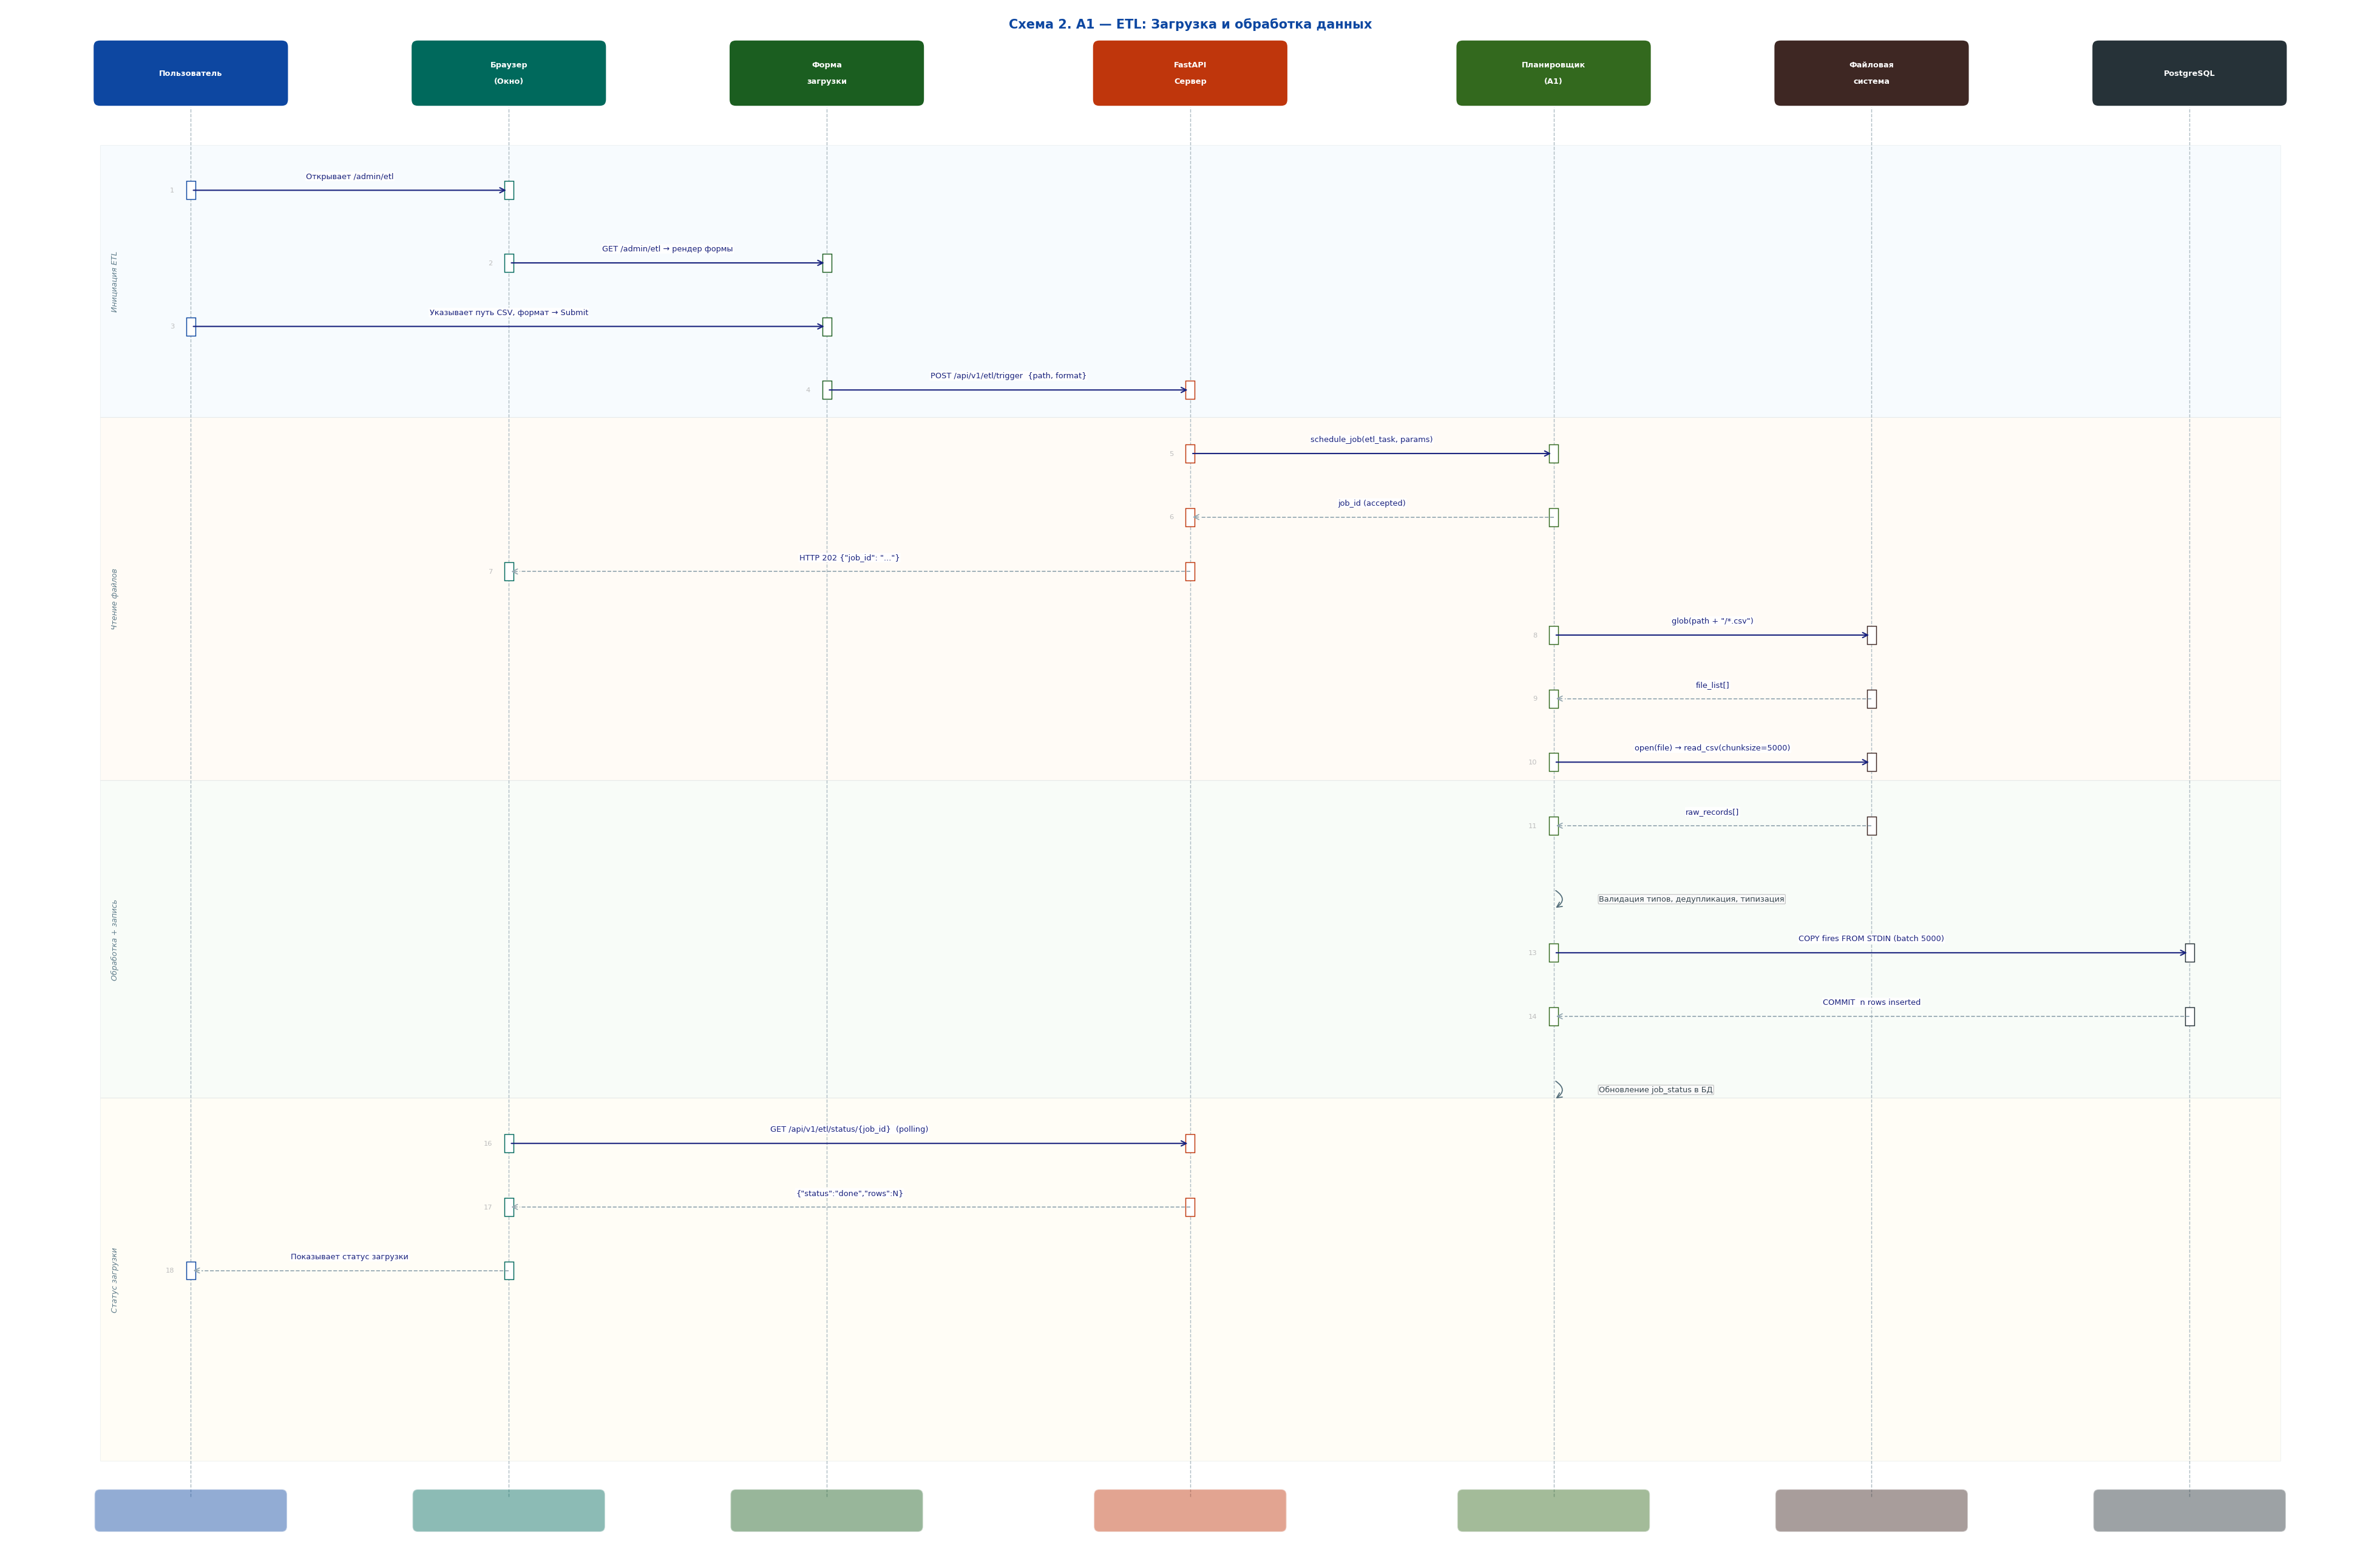 Схема 2. A1 — ETL: Загрузка и обработка данных
Пользователь
Браузер
(Окно)
Форма
загрузки
FastAPI
Сервер
Планировщик
(A1)
Файловая
система
PostgreSQL
Инициация ETL
1
Открывает /admin/etl
2
GET /admin/etl → рендер формы
3
Указывает путь CSV, формат → Submit
4
POST /api/v1/etl/trigger {path, format}
Чтение файлов
5
schedule_job(etl_task, params)
6
job_id (accepted)
7
HTTP 202 {"job_id": "..."}
8
glob(path + "/*.csv")
9
file_list[]
10
open(file) → read_csv(chunksize=5000)
Обработка + запись
11
raw_records[]
Валидация типов, дедупликация, типизация
13
COPY fires FROM STDIN (batch 5000)
14
COMMIT n rows inserted
Обновление job_status в БД
Статус загрузки
16
GET /api/v1/etl/status/{job_id} (polling)
17
{"status":"done","rows":N}
18
Показывает статус загрузки